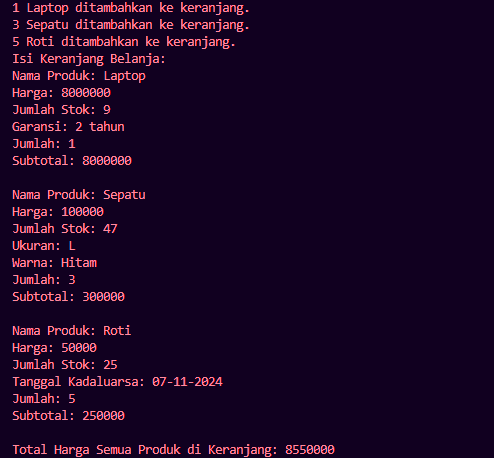 1 Laptop ditambahkan ke keranjang.
3 Sepatu ditambahkan ke keranjang.
5 Roti ditambahkan ke keranjang.
Isi Keranjang Belanja:
Nama Produk: Laptop
Harga: 8000000
Jumlah Stok: 9
Garansi: 2 tahun
Jumlah: 1
Subtotal: 8000000

Nama Produk: Sepatu
Harga: 100000
Jumlah Stok: 47
Ukuran: L
Warna: Hitam
Jumlah: 3
Subtotal: 300000

Nama Produk: Roti
Harga: 50000
Jumlah Stok: 25
Tanggal Kadaluarsa: 07-11-2024
Jumlah: 5
Subtotal: 250000

Total Harga Semua Produk di Keranjang: 8550000